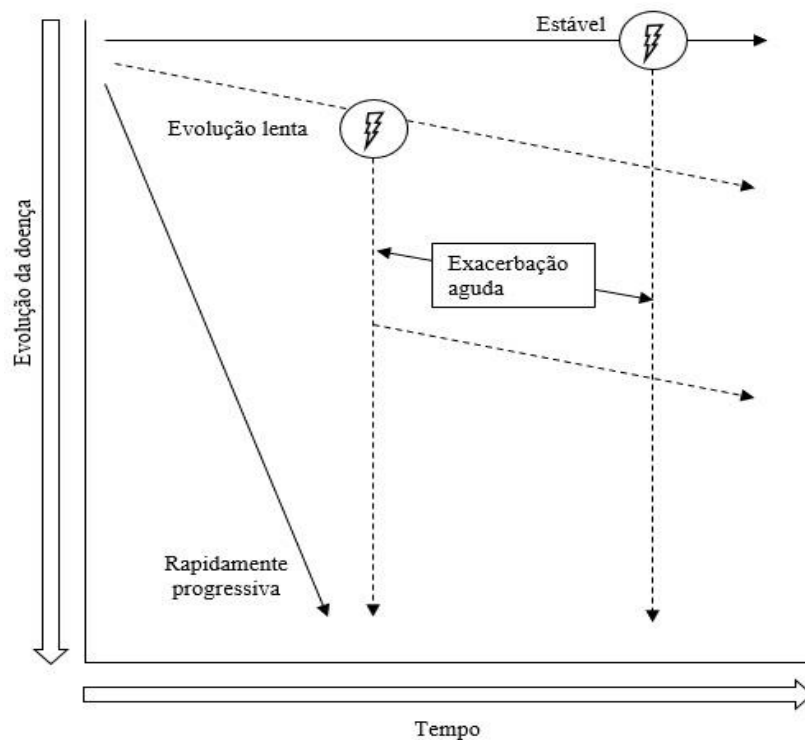 Estável
Evolução lenta
Exacerbação
aguda
Rapidamente
progressiva
Evolução da doença
Tempo